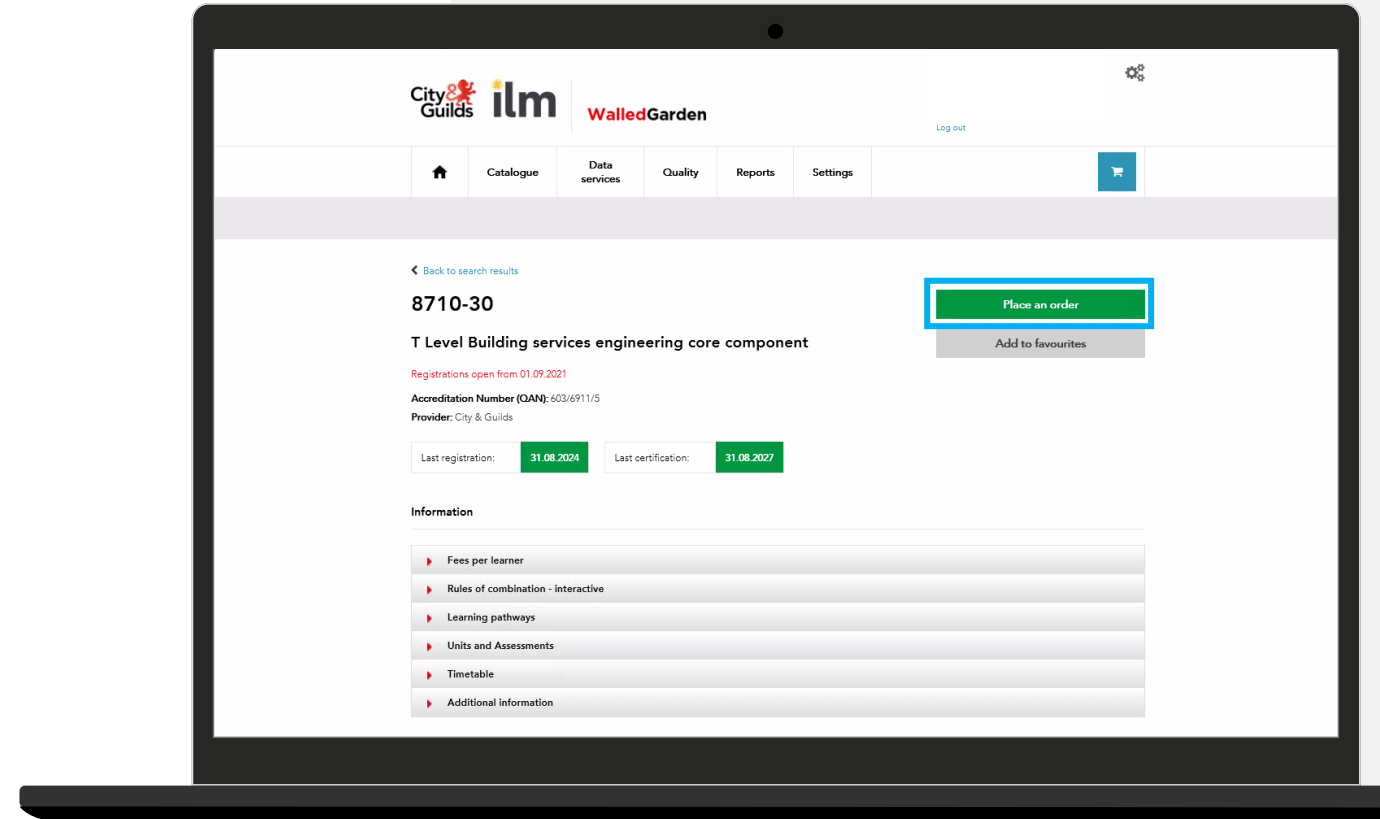 City&
Guilds
ilm
WalledGarden
Log out
Catalogue
Data
services
Quality
Reports
Settings
Back to search results
8710-30
Place an order
T Level Building services engineering core component
Add to favourites
Registrations open from 01.09.2021
Accreditation Number (QAN): 603/6911/5
Provider: City & Guilds
Last registration: 31.08.2024 Last certification: 31.08.2027
Information
Fees per learner
Rules of combination - interactive
Learning pathways
Units and Assessments
Timetable
Additional information